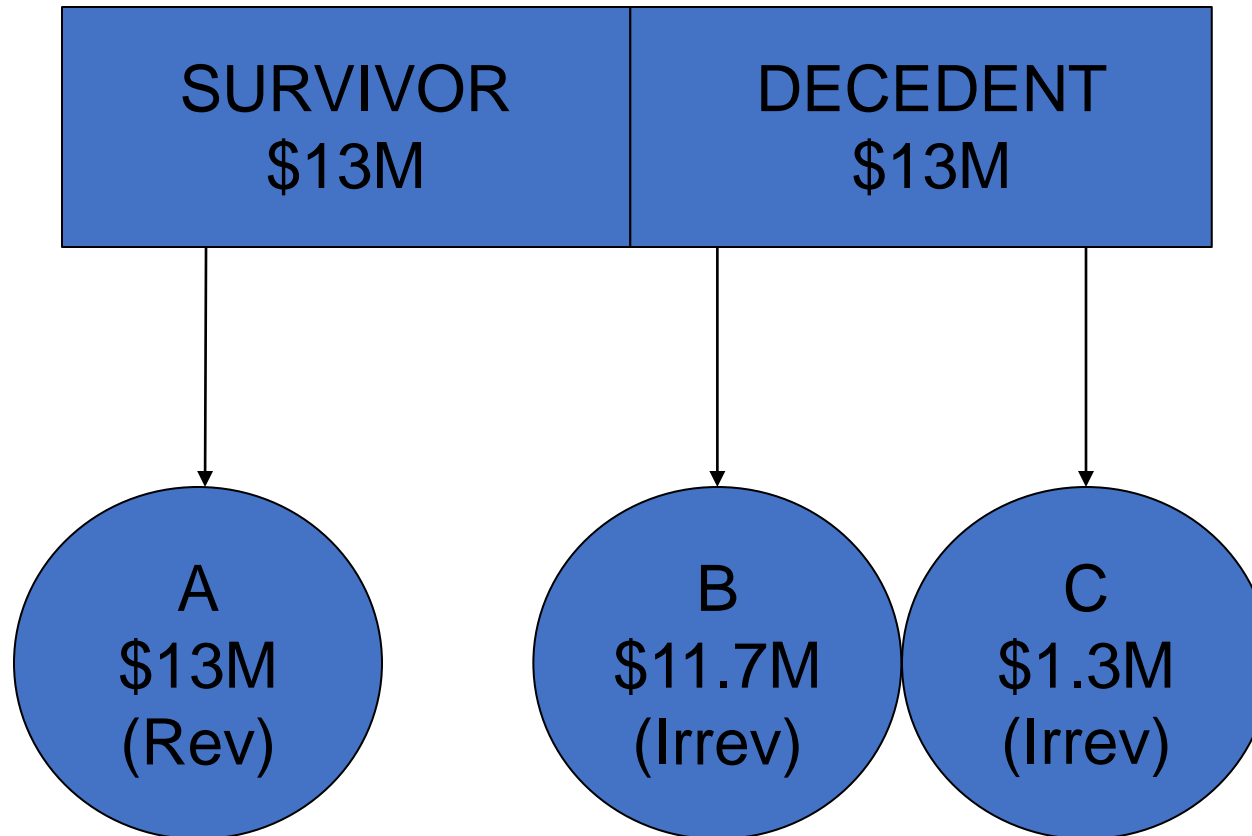 SURVIVOR
$13M
DECEDENT
$13M
A
$13M
(Rev)
B
$11.7M
(Irrev)
C
$1.3M
(Irrev)